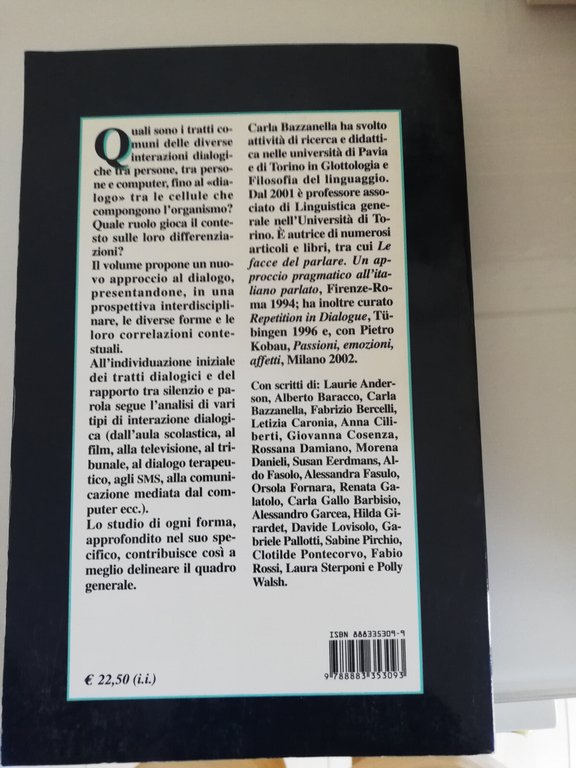 Quali sono i tratti co-
muni delle diverse
interazioni dialogi-
che tra persone, tra perso-
ne e computer, fino al «dia-
logo» tra le cellule che
compongono l'organismo?
Quale ruolo gioca il conte-
sto sulle loro differenzia-
zioni?
Il volume propone un nuo-
vo approccio al dialogo,
presentandone, in una
prospettiva interdiscipli-
nare, le diverse forme e le
loro correlazioni conte-
stuali.
All'individuazione iniziale
dei tratti dialogici e del
rapporto tra silenzio e pa-
rola segue l'analisi di vari
tipi di interazione dialogi-
ca (dall'aula scolastica, al
film, alla televisione, al tri-
bunale, al dialogo terapeu-
tico, agli SMS, alla comuni-
cazione mediata dal com-
puter ecc.).
Lo studio di ogni forma,
approfondito nel suo spe-
cifico, contribuisce così a
meglio delineare il quadro
generale.
€ 22,50 (i.i.)
Carla Bazzanella ha svolto
attività di ricerca e didatti-
ca nelle università di Pavia
e di Torino in Glottologia e
Filosofia del linguaggio.
Dal 2001 è professore asso-
ciato di Linguistica gene-
rale nell'Università di To-
rino. È autrice di numerosi
articoli e libri, tra cui Le
facce del parlare. Un ap-
proccio pragmatico all'ita-
liano parlato, Firenze-Ro-
ma 1994; ha inoltre curato
Repetition in Dialogue, Tü-
bingen 1996 e, con Pietro
Kobau, Passioni, emozioni,
affetti, Milano 2002.
Con scritti di: Laurie Ander-
son, Alberto Baracco, Carla
Bazzanella, Fabrizio Bercelli,
Letizia Caronia, Anna Cili-
berti, Giovanna Cosenza,
Rossana Damiano, Morena
Danieli, Susan Eerdmans, Al-
do Fasolo, Alessandra Fasulo,
Orsola Fornara, Renata Ga-
latolo, Carla Gallo Barbisio,
Alessandro Garcea, Hilda Gi-
rardet, Davide Lovisolo, Ga-
briele Pallotti, Sabine Pirchio,
Clotilde Pontecorvo, Fabio
Rossi, Laura Sterponi e Polly
Walsh.
ISBN 888335309-9
9 788883 353093